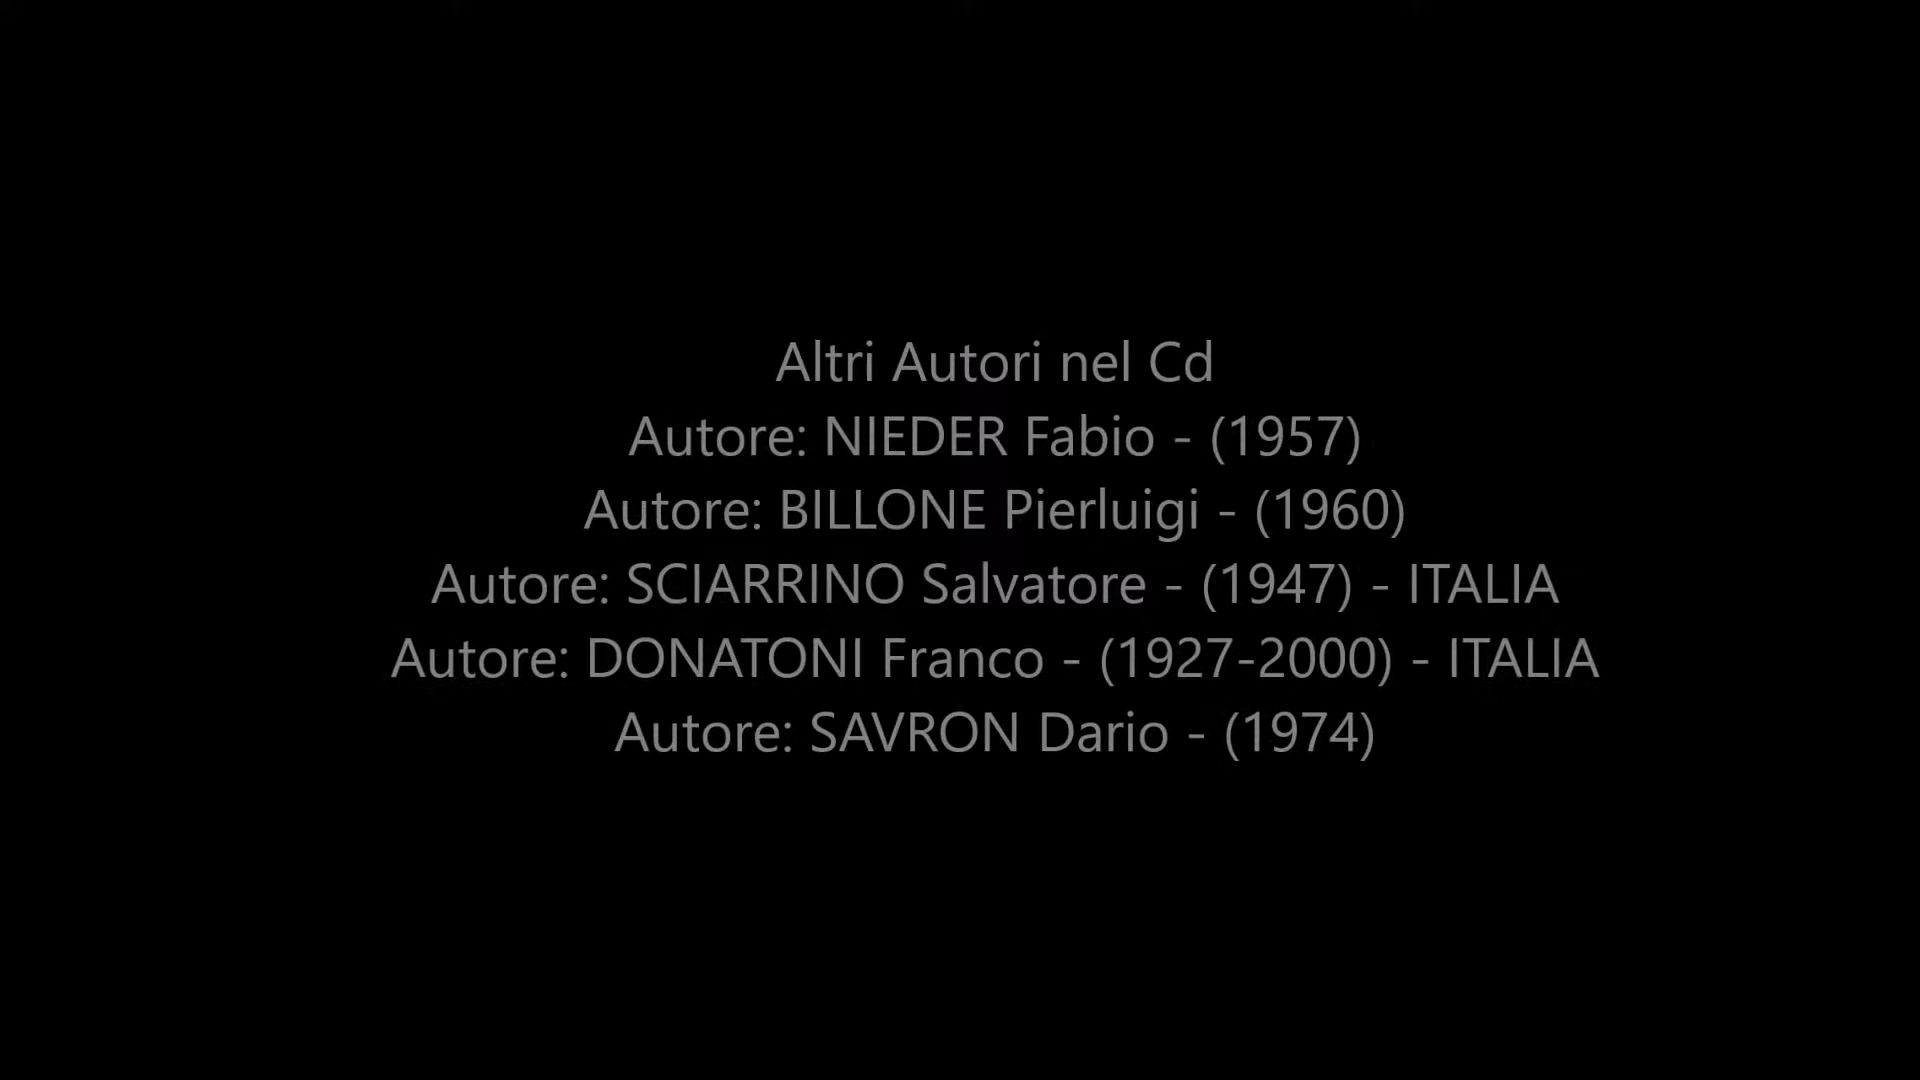 Altri Autori nel Cd
Autore: NIEDER Fabio - (1957)
Autore: BILLONE Pierluigi - (1960)
Autore: SCIARRINO Salvatore - (1947) - ITALIA
Autore: DONATONI Franco - (1927-2000) - ITALIA
Autore: SAVRON Dario - (1974)